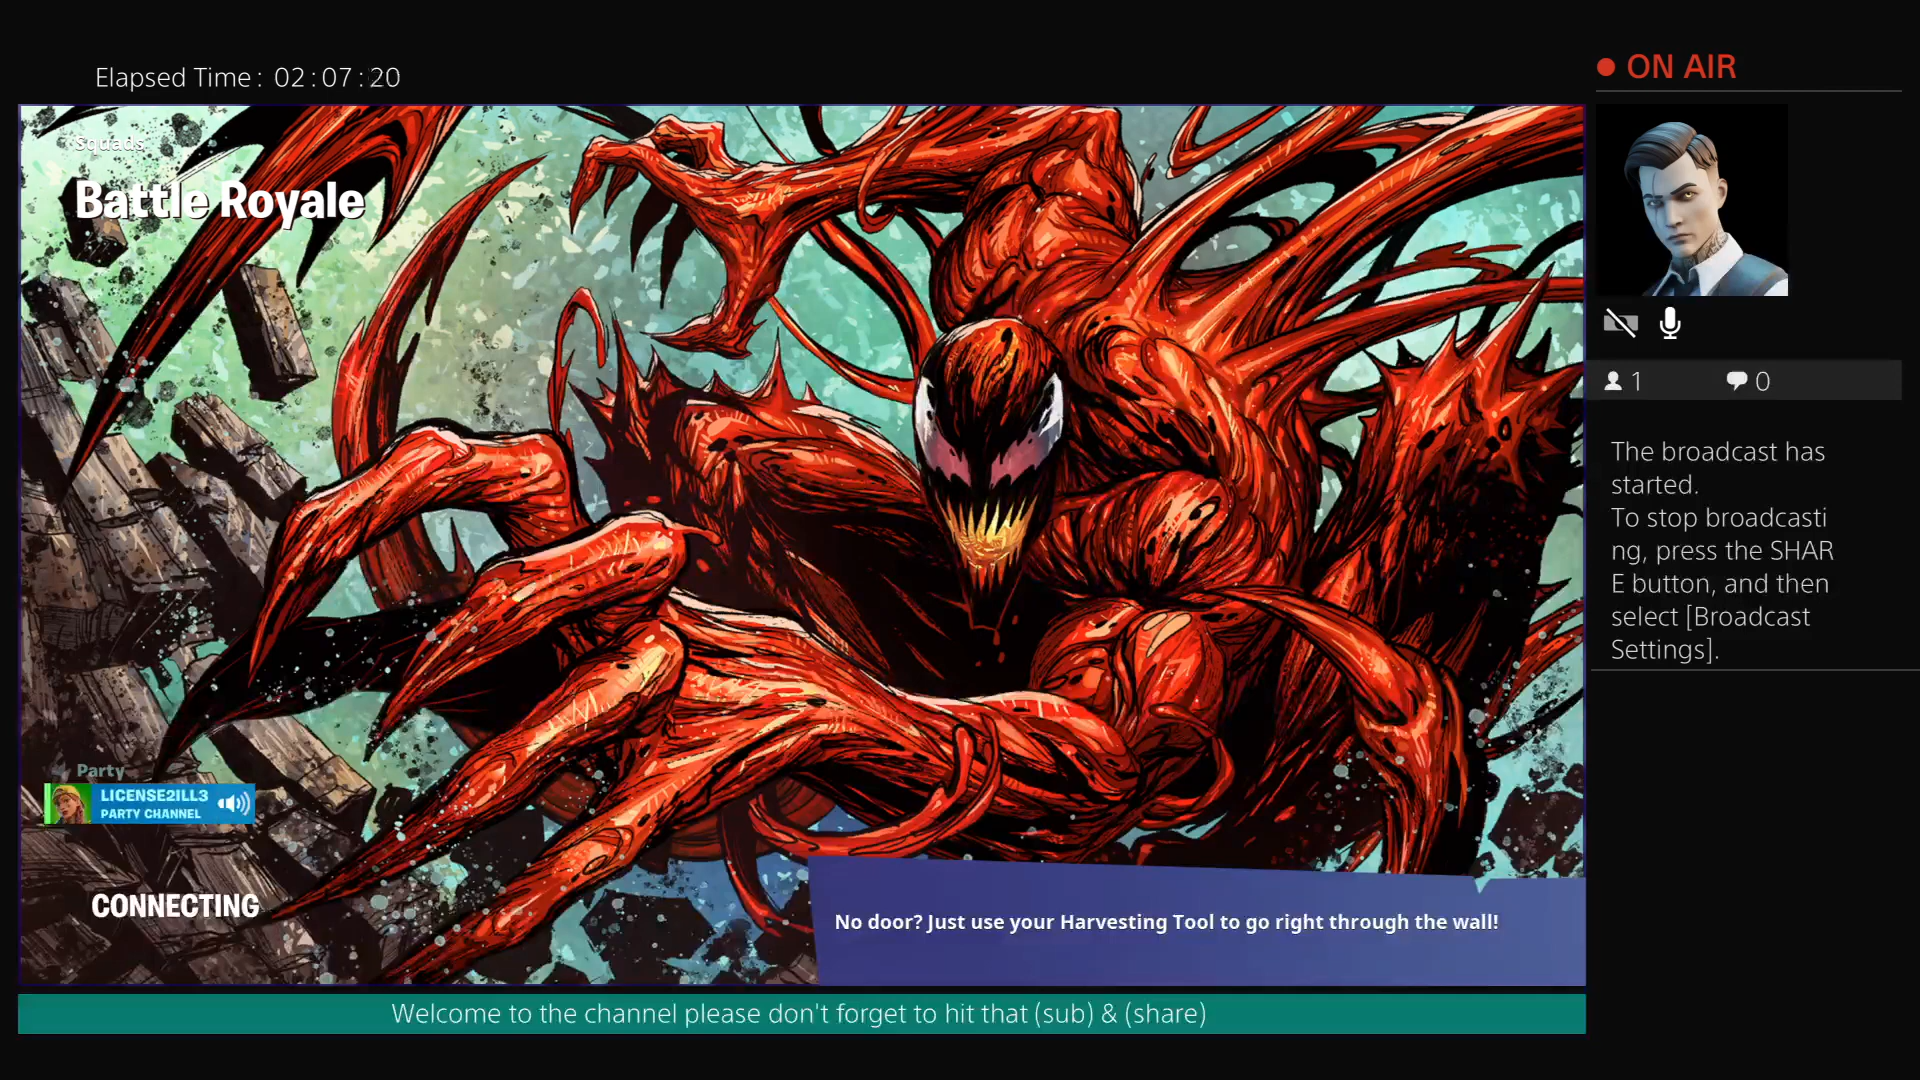 Elapsed Time: 02:07:20
ON AIR
Squads
Battle Royale
1
0
The broadcast has
started.
To stop broadcasti
ng, press the SHAR
E button, and then
select [Broadcast
Settings].
Party
LICENSE2ILL3
PARTY CHANNEL
CONNECTING
No door? Just use your Harvesting Tool to go right through the wall!
Welcome to the channel please don't forget to hit that (sub) & (share)